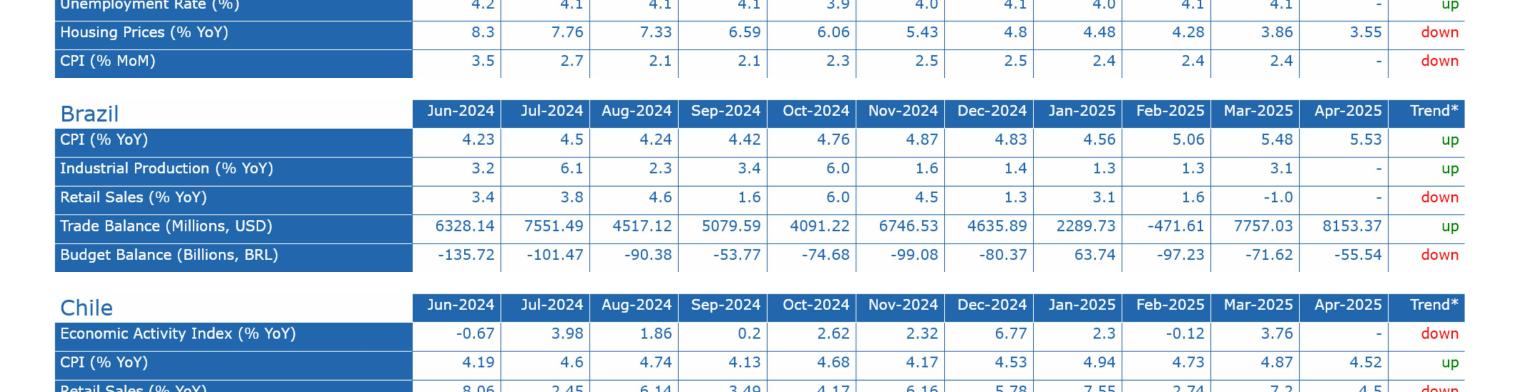 Unemployment Rate (%) 4.2 4.1 4.1 4.1 3.9 4.0 4.1 4.0 4.1 4.1 - up
Housing Prices (% YoY) 8.3 7.76 7.33 6.59 6.06 5.43 4.8 4.48 4.28 3.86 3.55 down
CPI (% MoM) 3.5 2.7 2.1 2.1 2.3 2.5 2.5 2.4 2.4 2.4 - down
Brazil Jun-2024 Jul-2024 Aug-2024 Sep-2024 Oct-2024 Nov-2024 Dec-2024 Jan-2025 Feb-2025 Mar-2025 Apr-2025 Trend*
CPI (% YoY) 4.23 4.5 4.24 4.42 4.76 4.87 4.83 4.56 5.06 5.48 5.53 up
Industrial Production (% YoY) 3.2 6.1 2.3 3.4 6.0 1.6 1.4 1.3 1.3 3.1 - up
Retail Sales (% YoY) 3.4 3.8 4.6 1.6 6.0 4.5 1.3 3.1 1.6 -1.0 - down
Trade Balance (Millions, USD) 6328.14 7551.49 4517.12 5079.59 4091.22 6746.53 4635.89 2289.73 -471.61 7757.03 8153.37 up
Budget Balance (Billions, BRL) -135.72 -101.47 -90.38 -53.77 -74.68 -99.08 -80.37 63.74 -97.23 -71.62 -55.54 down
Chile Jun-2024 Jul-2024 Aug-2024 Sep-2024 Oct-2024 Nov-2024 Dec-2024 Jan-2025 Feb-2025 Mar-2025 Apr-2025 Trend*
Economic Activity Index (% YoY) -0.67 3.98 1.86 0.2 2.62 2.32 6.77 2.3 -0.12 3.76 - down
CPI (% YoY) 4.19 4.6 4.74 4.13 4.68 4.17 4.53 4.94 4.73 4.87 4.52 up
Retail Sales (% YoY) 8.06 2.45 6.14 3.49 4.17 6.16 5.78 7.55 2.74 7.2 4.5 down